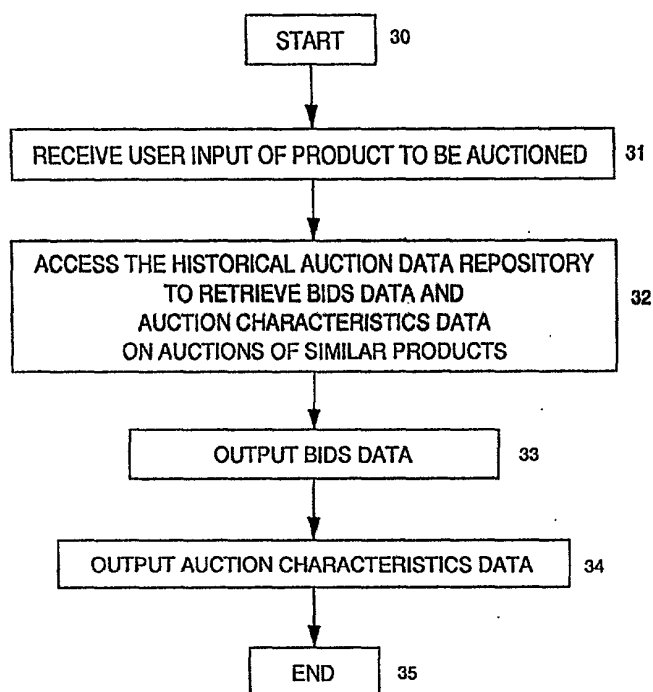 START 30
RECEIVE USER INPUT OF PRODUCT TO BE AUCTIONED 31
ACCESS THE HISTORICAL AUCTION DATA REPOSITORY
TO RETRIEVE BIDS DATA AND
AUCTION CHARACTERISTICS DATA
ON AUCTIONS OF SIMILAR PRODUCTS
32
OUTPUT BIDS DATA 33
OUTPUT AUCTION CHARACTERISTICS DATA 34
END 35